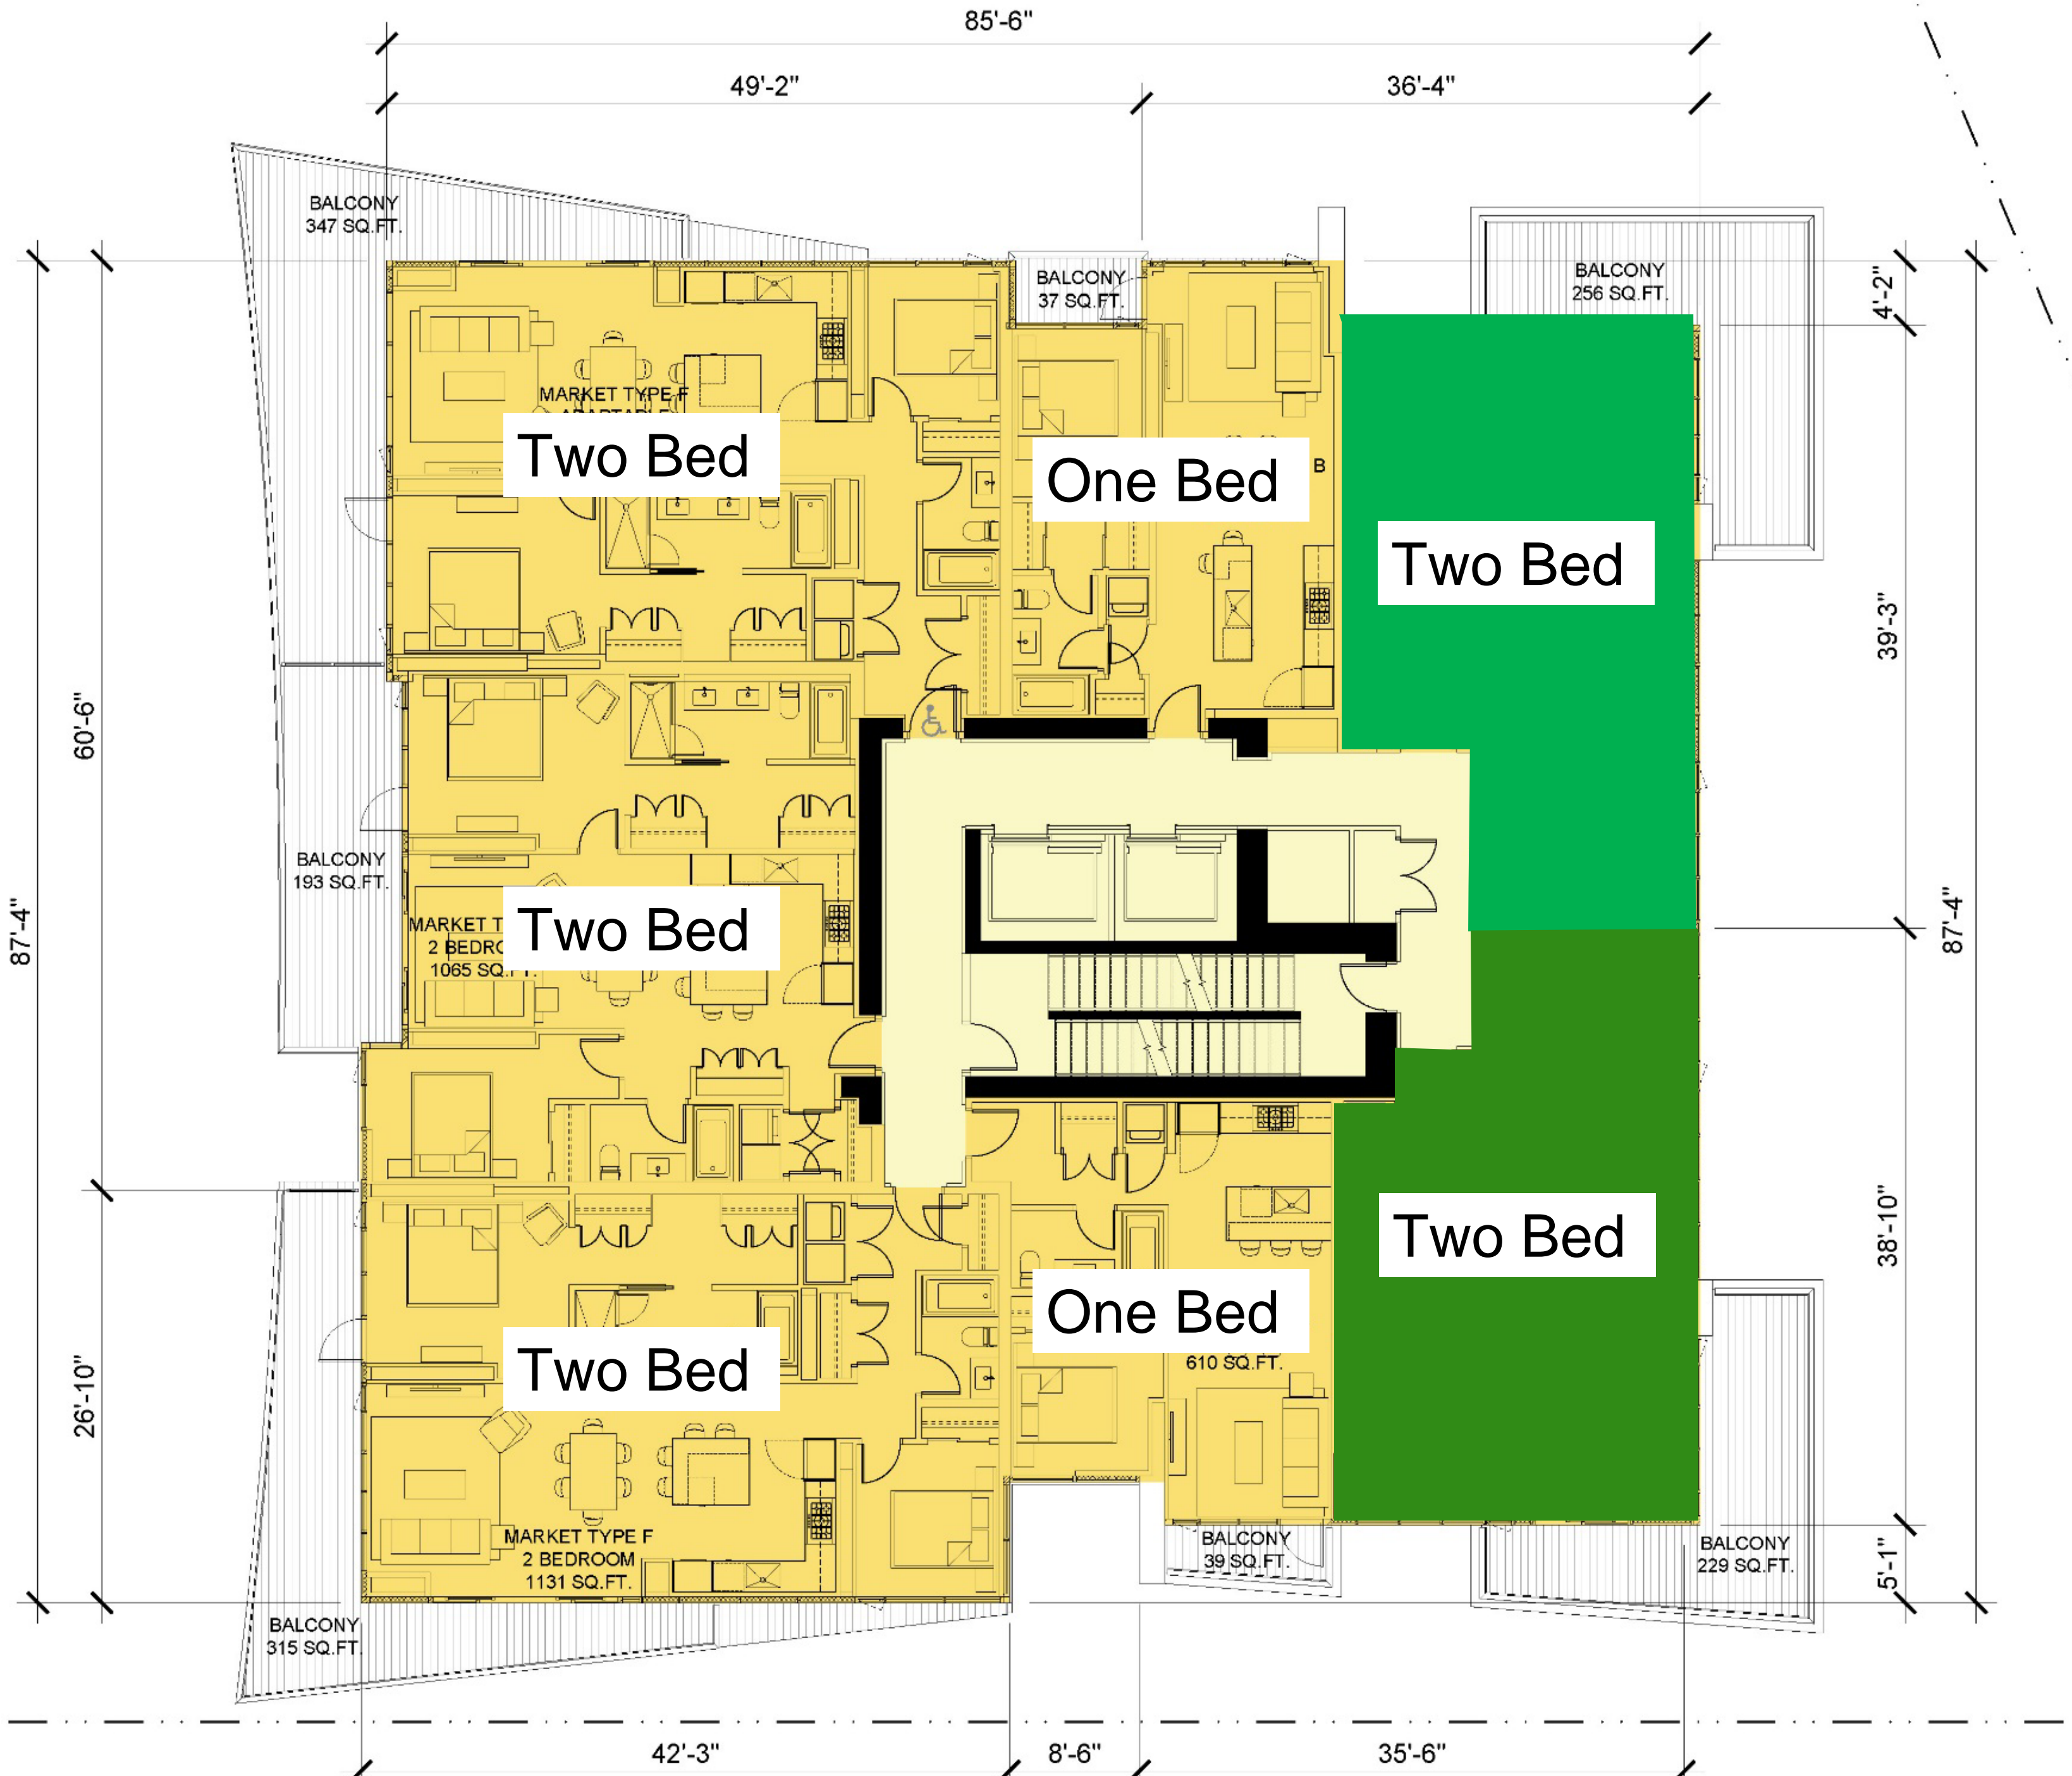 85'-6"
49'-2"
36'-4"
BALCONY
347 SQ.FT.
BALCONY
37 SQ.FT.
BALCONY
256 SQ.FT.
4'-2"
MARKET TYPE F
Two Bed
One Bed
B
Two Bed
39'-3"
60'-6"
87'-4"
BALCONY
193 SQ.FT.
MARKET T
2 BEDRO
1065 SQ.FT.
Two Bed
87'-4"
38'-10"
Two Bed
One Bed
610 SQ.FT.
Two Bed
26'-10"
MARKET TYPE F
2 BEDROOM
1131 SQ.FT.
BALCONY
39 SQ.FT.
BALCONY
229 SQ.FT.
5'-1"
BALCONY
315 SQ.FT.
42'-3"
8'-6"
35'-6"